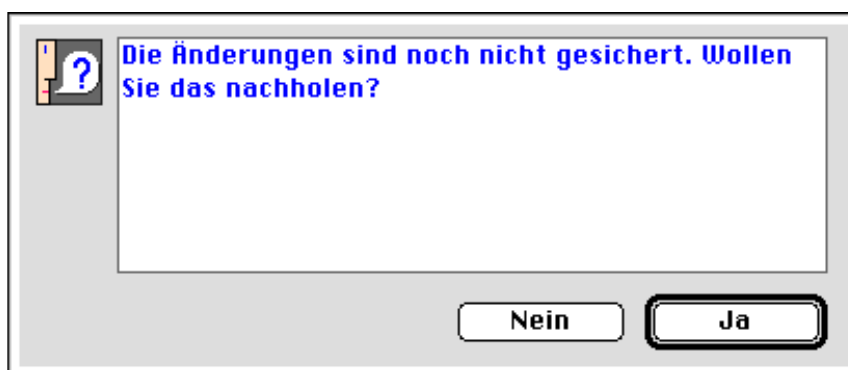 ?
Die Änderungen sind noch nicht gesichert. Wollen
Sie das nachholen?
Nein
Ja